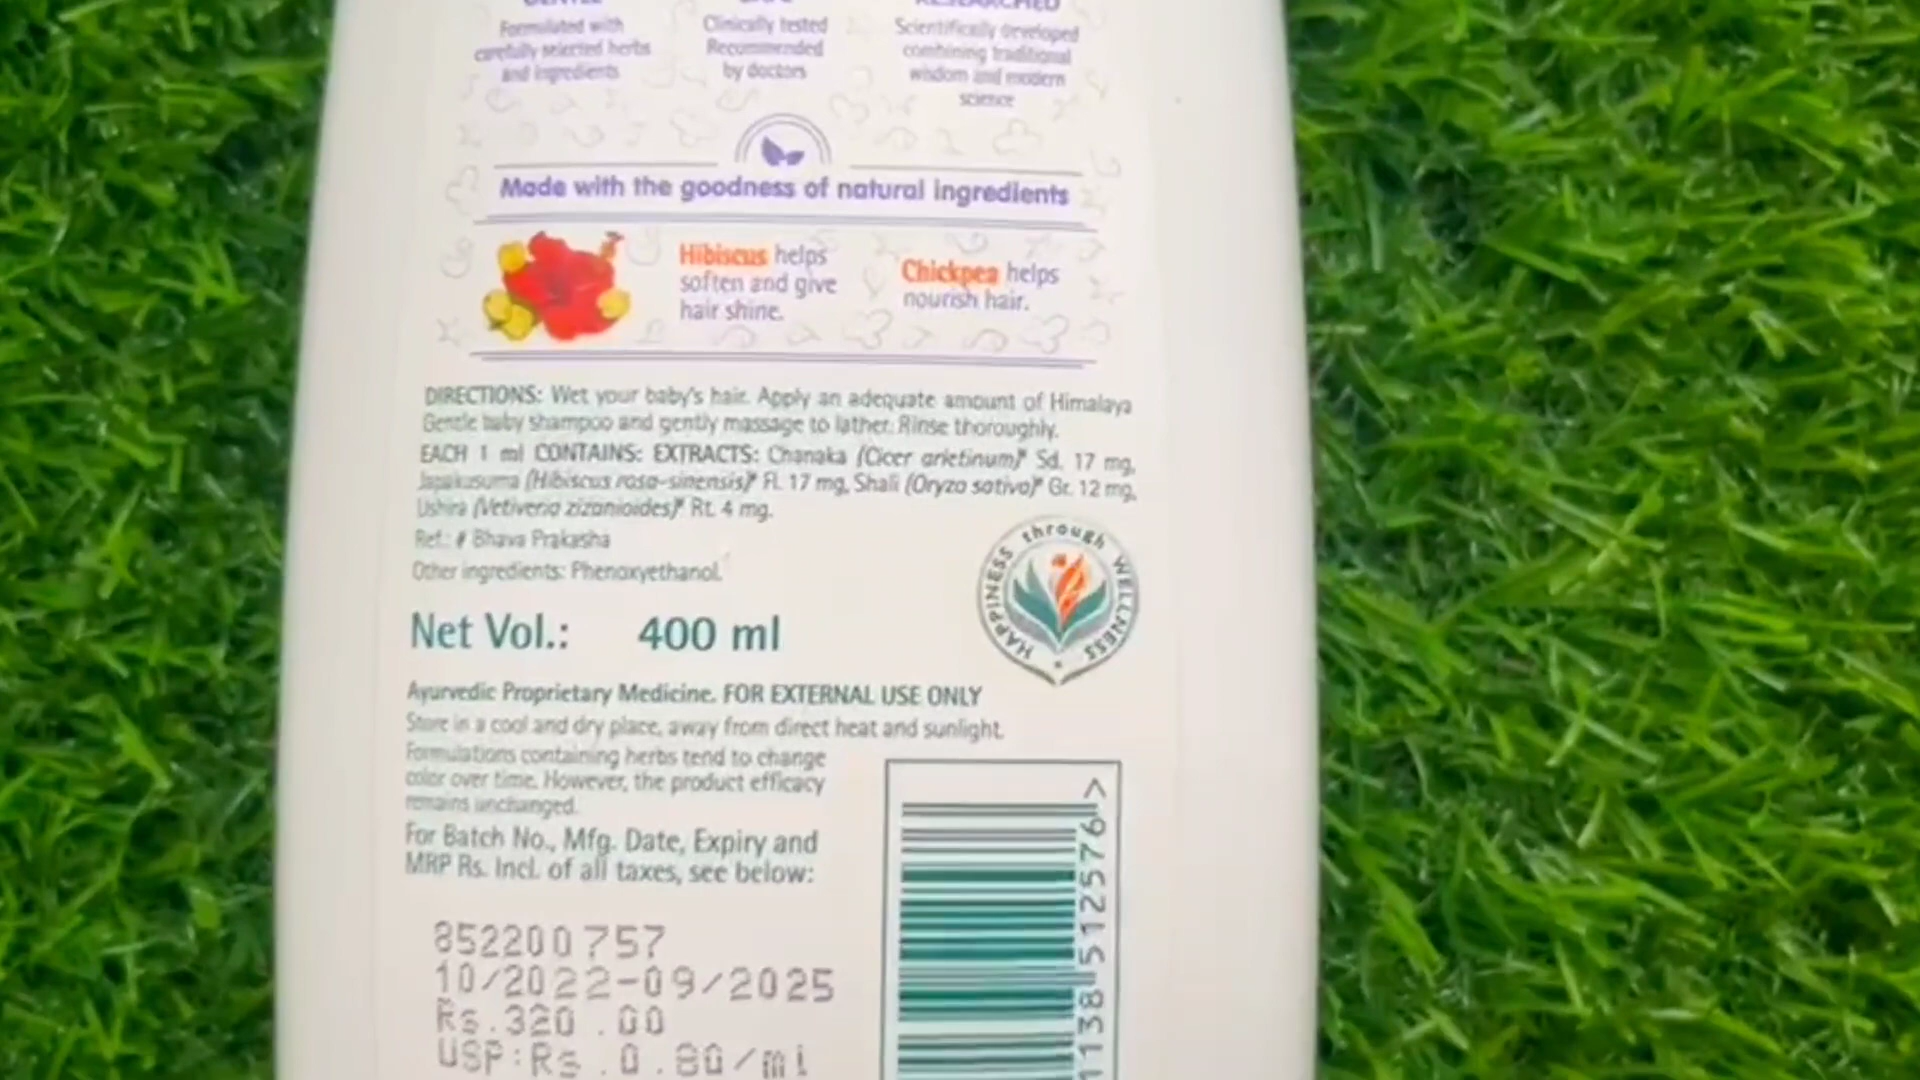 Formulated with
carefully selected herbs
and ingredients
Clinically tested
Recommended
by doctors
RESEARCHED
Scientifically developed
combining traditional
wisdom and modern
science
Made with the goodness of natural ingredients
Hibiscus helps
soften and give
hair shine.
Chickpea helps
nourish hair.
DIRECTIONS: Wet your baby's hair. Apply an adequate amount of Himalaya
Gentle baby shampoo and gently massage to lather. Rinse thoroughly.
EACH 1 ml CONTAINS: EXTRACTS: Chanaka (Cicer arietinum)# Sd. 17 mg,
Japakusuma (Hibiscus rosa-sinensis)# Fl. 17 mg, Shali (Oryza sativa)# Gr. 12 mg,
Ushira (Vetiveria zizanioides)# Rt. 4 mg.
Ref.: # Bhava Prakasha
Other ingredients: Phenoxyethanol.
HAPPINESS through WELLNESS
Net Vol.: 400 ml
Ayurvedic Proprietary Medicine. FOR EXTERNAL USE ONLY
Store in a cool and dry place, away from direct heat and sunlight.
Formulations containing herbs tend to change
color over time. However, the product efficacy
remains unchanged.
For Batch No., Mfg. Date, Expiry and
MRP Rs. Incl. of all taxes, see below:
852200757
10/2022-09/2025
Rs.320.00
USP:Rs.0.80/ml
1138 512576 >